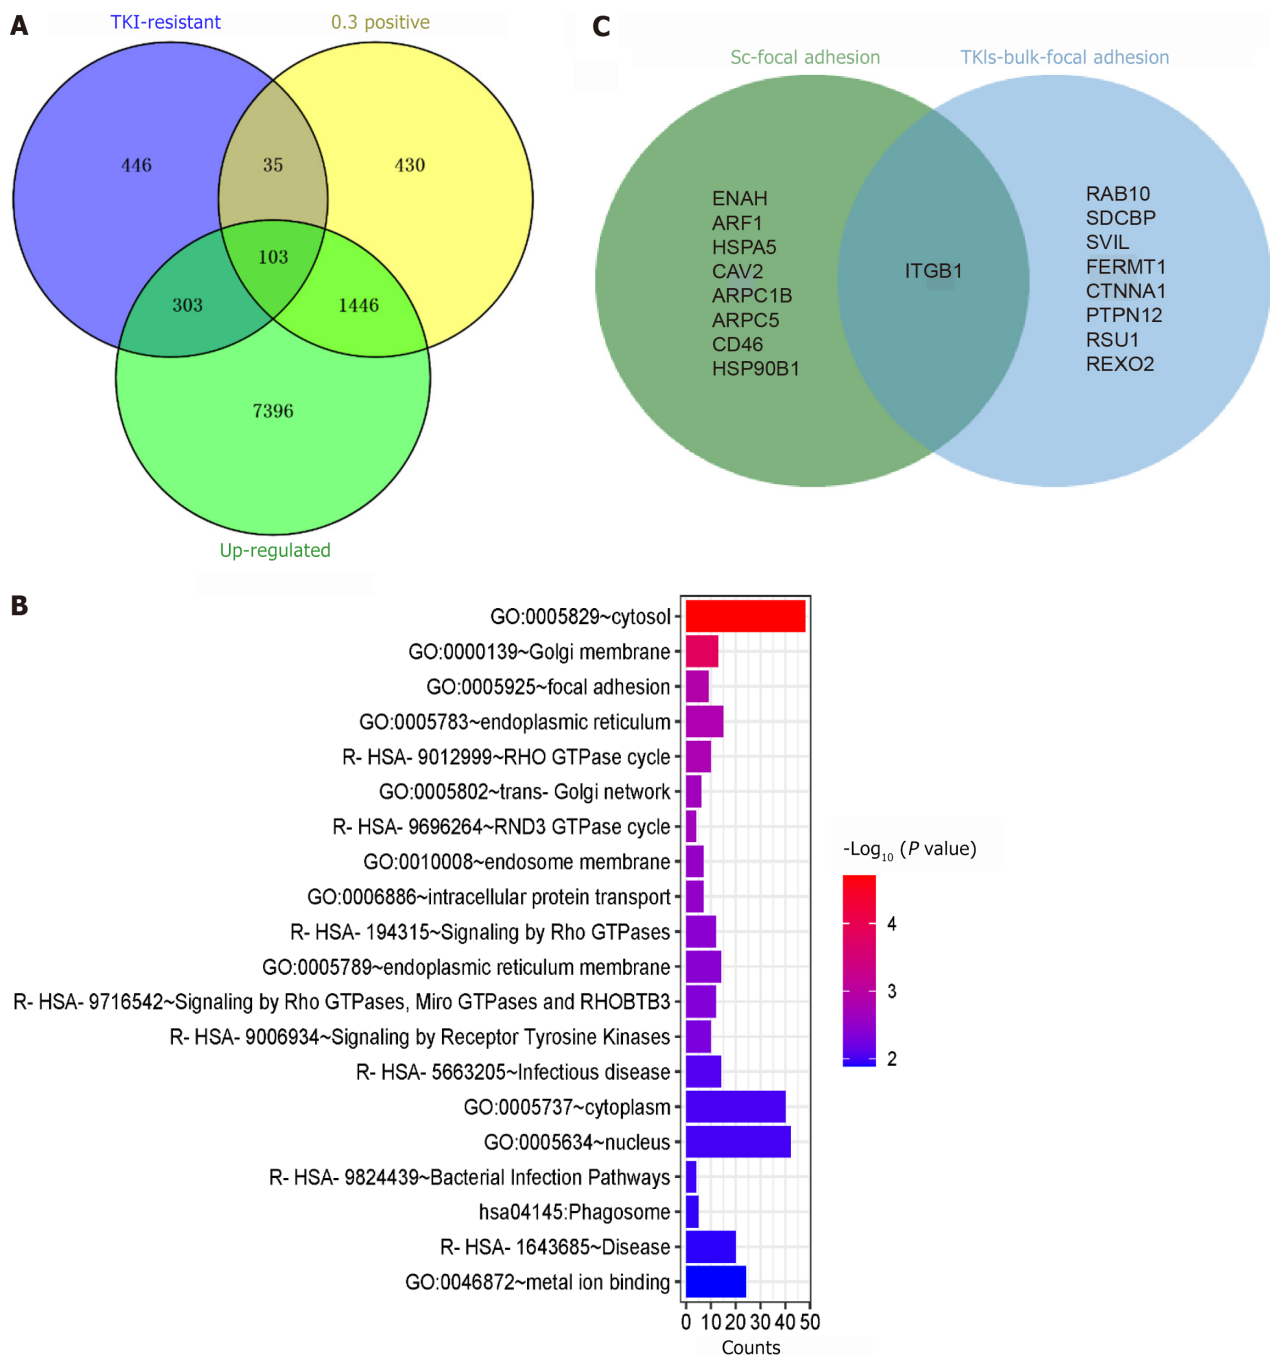 A
TKI-resistant
0.3 positive
446
35
430
103
303
1446
7396
Up-regulated
C
Sc-focal adhesion
TKIs-bulk-focal adhesion
ENAH
ARF1
HSPA5
CAV2
ARPC1B
ARPC5
CD46
HSP90B1
ITGB1
RAB10
SDCBP
SVIL
FERMT1
CTNNA1
PTPN12
RSU1
REXO2
B
GO:0005829~cytosol
GO:0000139~Golgi membrane
GO:0005925~focal adhesion
GO:0005783~endoplasmic reticulum
R- HSA- 9012999~RHO GTPase cycle
GO:0005802~trans- Golgi network
R- HSA- 9696264~RND3 GTPase cycle
GO:0010008~endosome membrane
GO:0006886~intracellular protein transport
R- HSA- 194315~Signaling by Rho GTPases
GO:0005789~endoplasmic reticulum membrane
R- HSA- 9716542~Signaling by Rho GTPases, Miro GTPases and RHOBTB3
R- HSA- 9006934~Signaling by Receptor Tyrosine Kinases
R- HSA- 5663205~Infectious disease
GO:0005737~cytoplasm
GO:0005634~nucleus
R- HSA- 9824439~Bacterial Infection Pathways
hsa04145:Phagosome
R- HSA- 1643685~Disease
GO:0046872~metal ion binding
0 10 20 30 40 50
Counts
-Log₁₀ (P value)
4
3
2